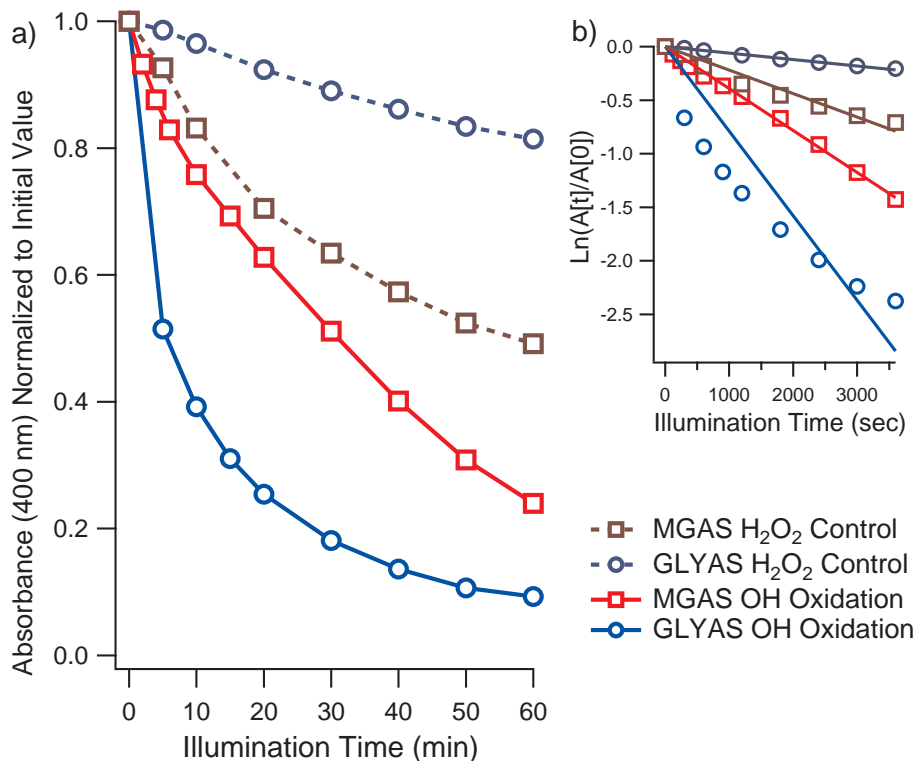 a)
Absorbance (400 nm) Normalized to Initial Value
1.0
0.8
0.6
0.4
0.2
0.0
0 10 20 30 40 50 60
Illumination Time (min)
b)
Ln(A[t]/A[0])
0.0
-0.5
-1.0
-1.5
-2.0
-2.5
0 1000 2000 3000
Illumination Time (sec)
MGAS H₂O₂ Control
GLYAS H₂O₂ Control
MGAS OH Oxidation
GLYAS OH Oxidation